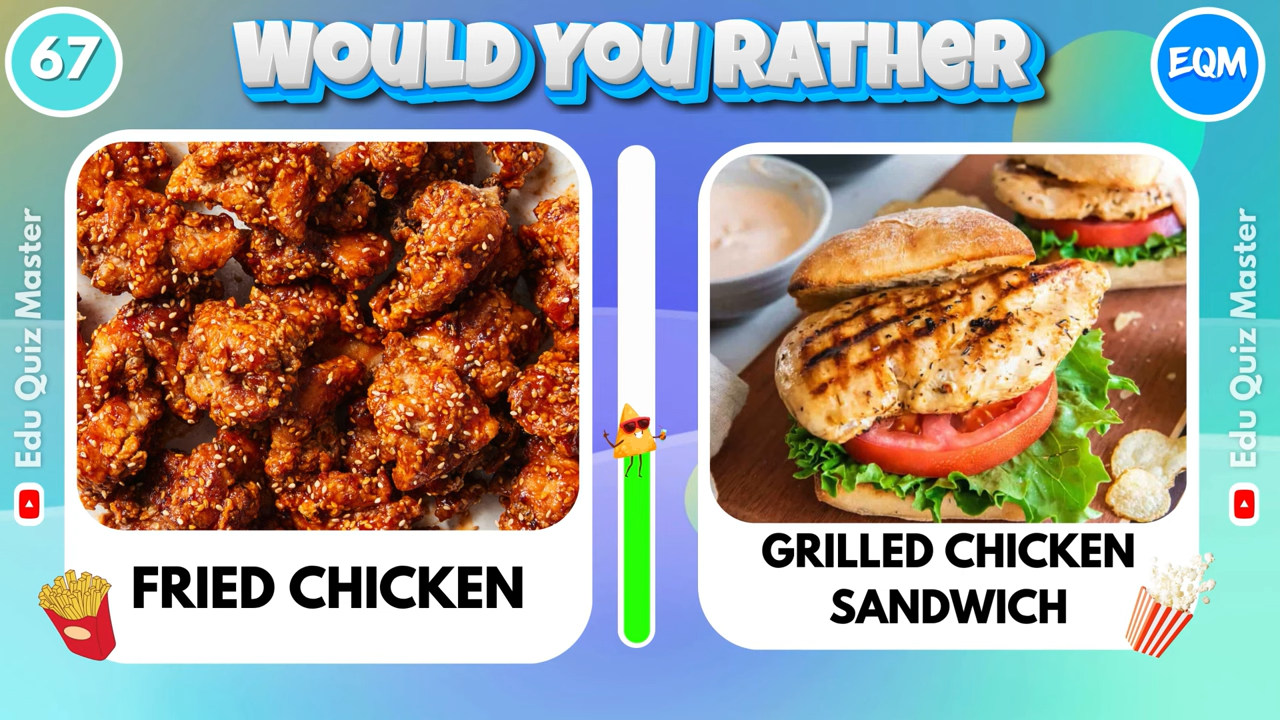 67
WOULD YOU RATHER
EQM
Edu Quiz Master
Edu Quiz Master
FRIED CHICKEN
GRILLED CHICKEN
SANDWICH